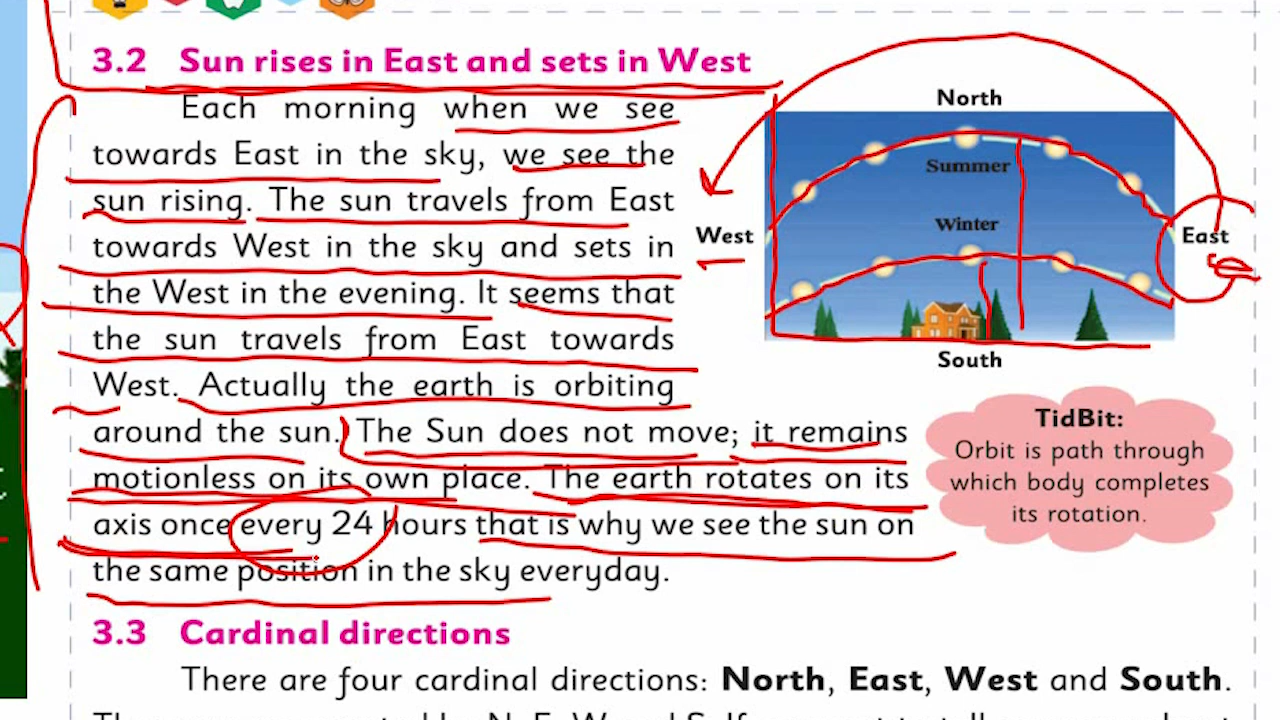 3.2 Sun rises in East and sets in West
Each morning when we see
towards East in the sky, we see the
sun rising. The sun travels from East
towards West in the sky and sets in
the West in the evening. It seems that
the sun travels from East towards
West. Actually the earth is orbiting
around the sun. The Sun does not move; it remains
motionless on its own place. The earth rotates on its
axis once every 24 hours that is why we see the sun on
the same position in the sky everyday.
North
Summer
Winter
West
East
South
TidBit:
Orbit is path through
which body completes
its rotation.
3.3 Cardinal directions
There are four cardinal directions: North, East, West and South.